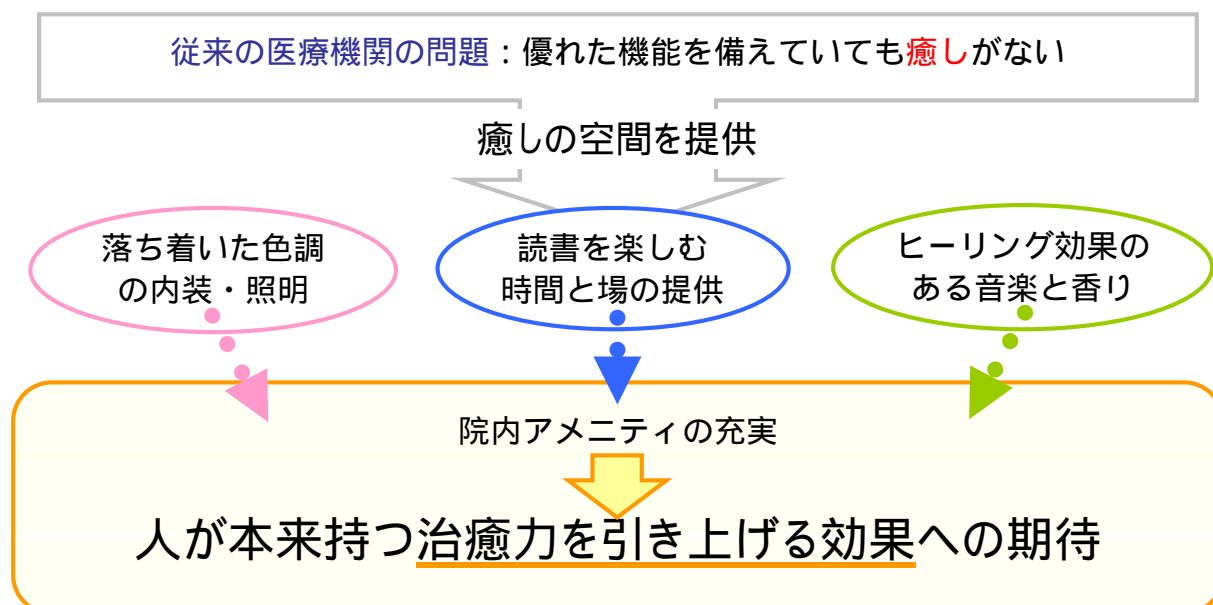 従来の医療機関の問題：優れた機能を備えていても癒しがない
癒しの空間を提供
落ち着いた色調
の内装・照明
読書を楽しむ
時間と場の提供
ヒーリング効果の
ある音楽と香り
院内アメニティの充実
人が本来持つ治癒力を引き上げる効果への期待